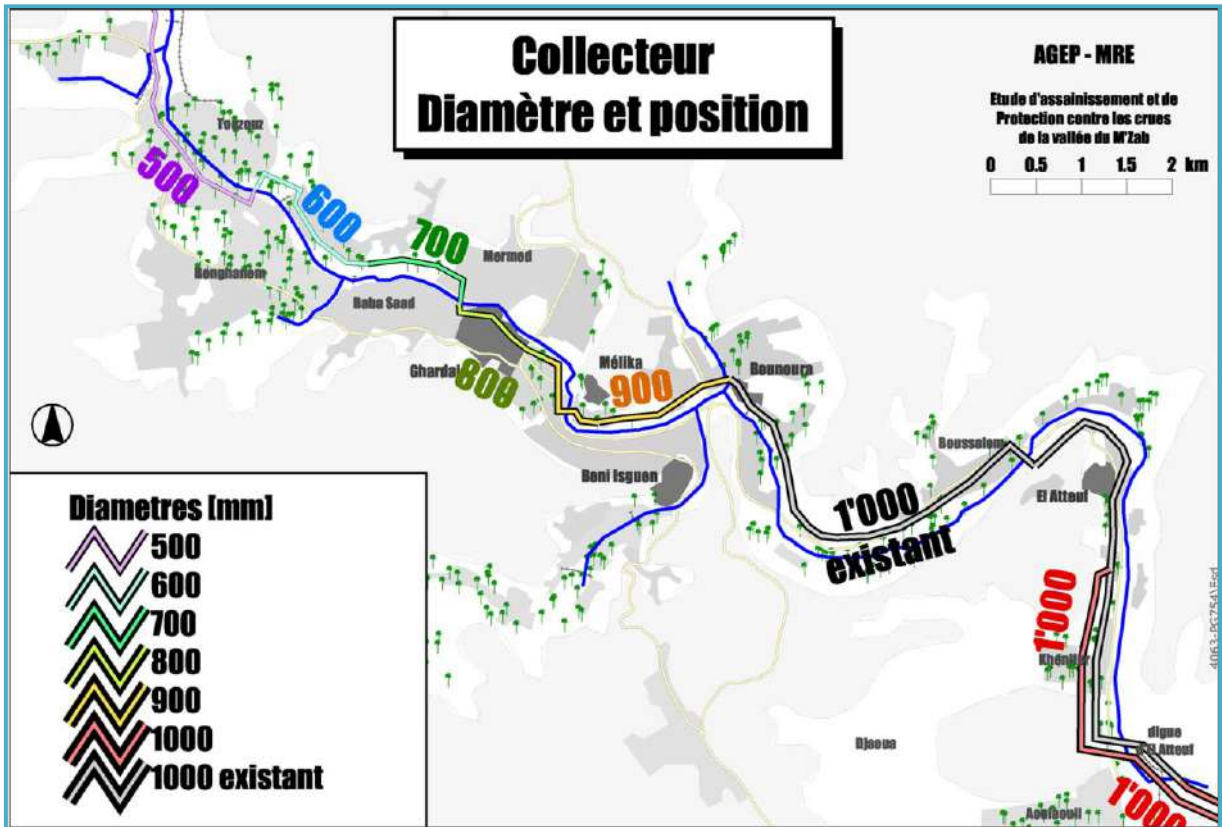 Collecteur
Diamètre et position
AGEP - MRE
Etude d'assainissement et de
Protection contre les crues
de la vallée du M'Zab
0 0.5 1 1.5 2 km
Touzouz
500
600
700
Mermed
Benghanem
Baba Saad
Ghardaï
800
Mélika
900
Bounoura
Beni Isguen
Boussalem
El Atteuf
1'000
existant
1'000
digue
d'El Atteuf
Djaoua
1'000
Diametres [mm]
500
600
700
800
900
1000
1000 existant